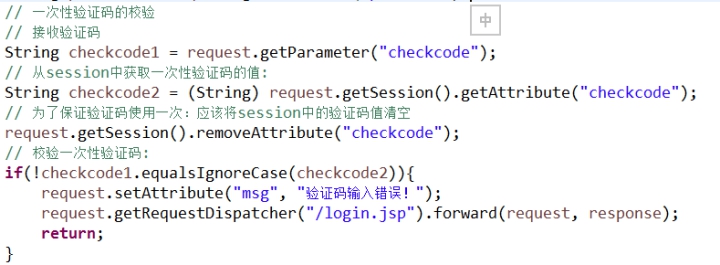 // 一次性验证码的校验
// 接收验证码
String checkcode1 = request.getParameter("checkcode");
// 从session中获取一次性验证码的值:
String checkcode2 = (String) request.getSession().getAttribute("checkcode");
// 为了保证验证码使用一次：应该将session中的验证码值清空
request.getSession().removeAttribute("checkcode");
// 校验一次性验证码:
if(!checkcode1.equalsIgnoreCase(checkcode2)){
    request.setAttribute("msg", "验证码输入错误!");
    request.getRequestDispatcher("/login.jsp").forward(request, response);
    return;
}
中